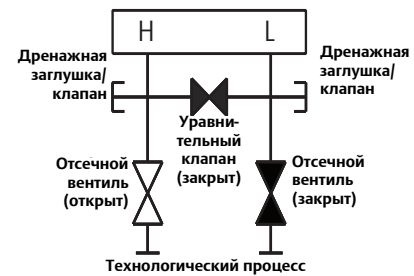 H L
Дренажная
заглушка/
клапан
Дренажная
заглушка/
клапан
Уравни-
тельный
клапан
(закрыт)
Отсечной
вентиль
(открыт)
Отсечной
вентиль
(закрыт)
Технологический процесс